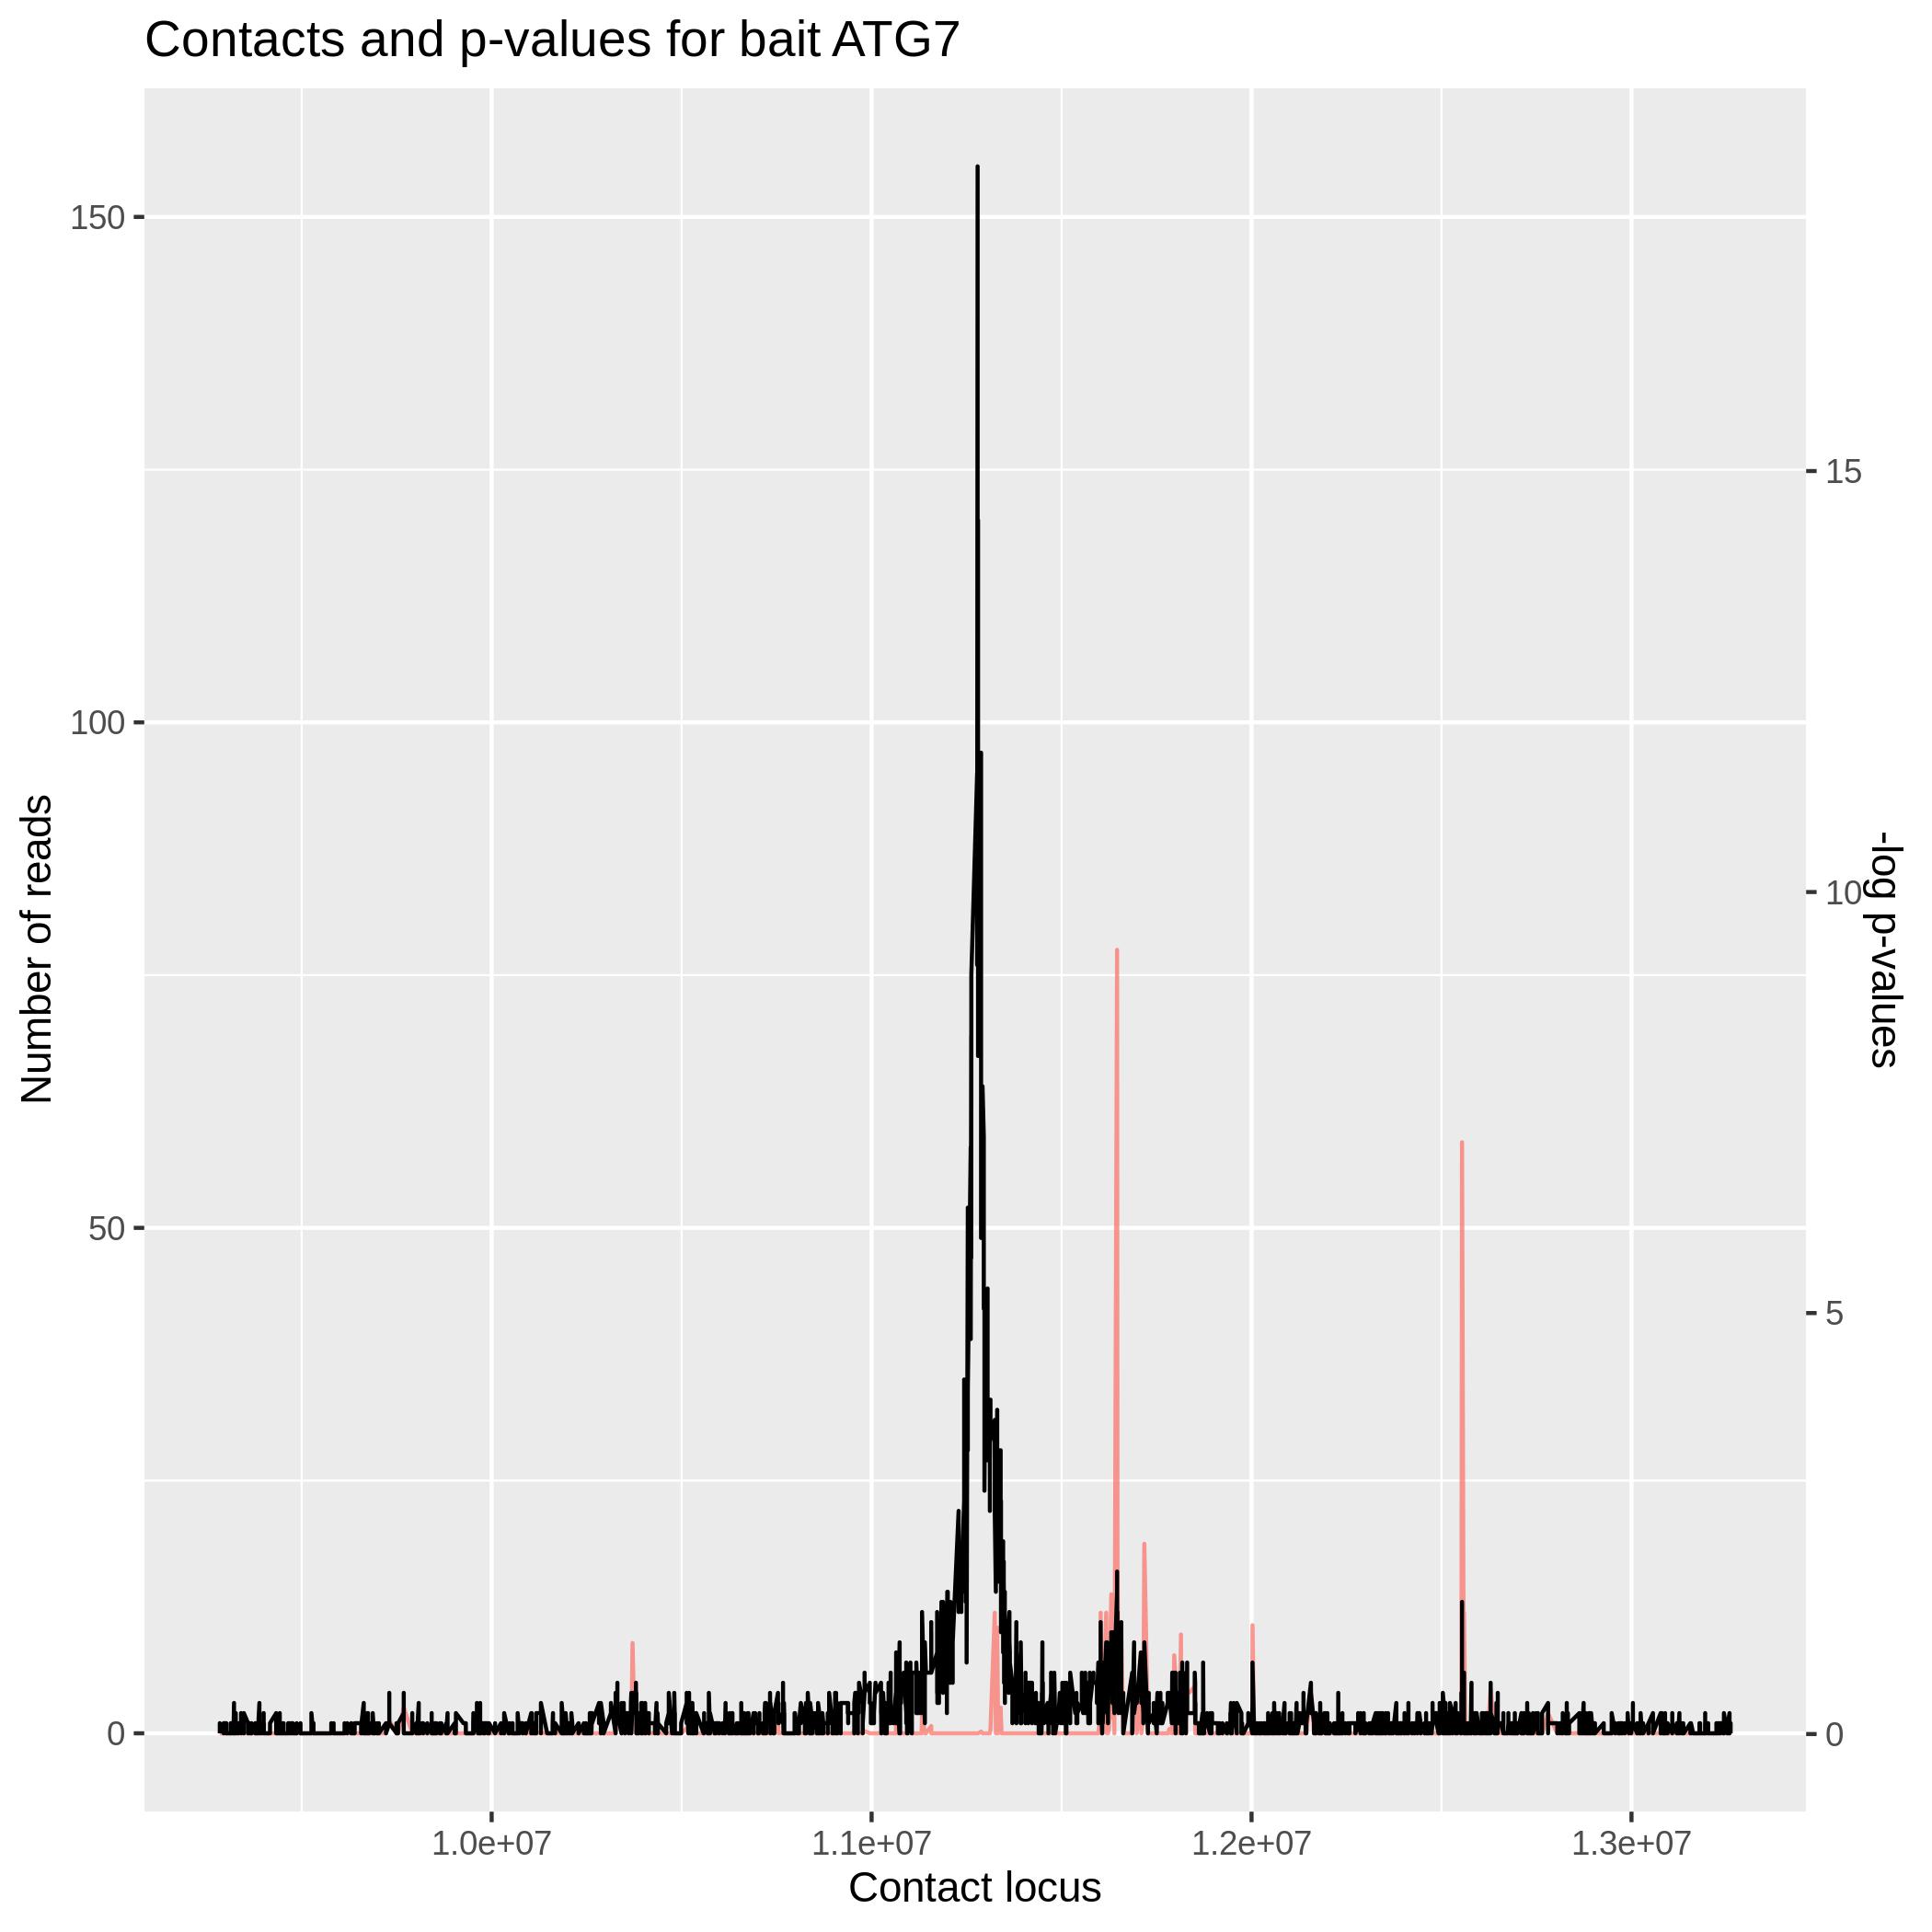 Contacts and p-values for bait ATG7
Number of reads
150
100
50
0
15
10
5
0
-log p-values
1.0e+07
1.1e+07
1.2e+07
1.3e+07
Contact locus